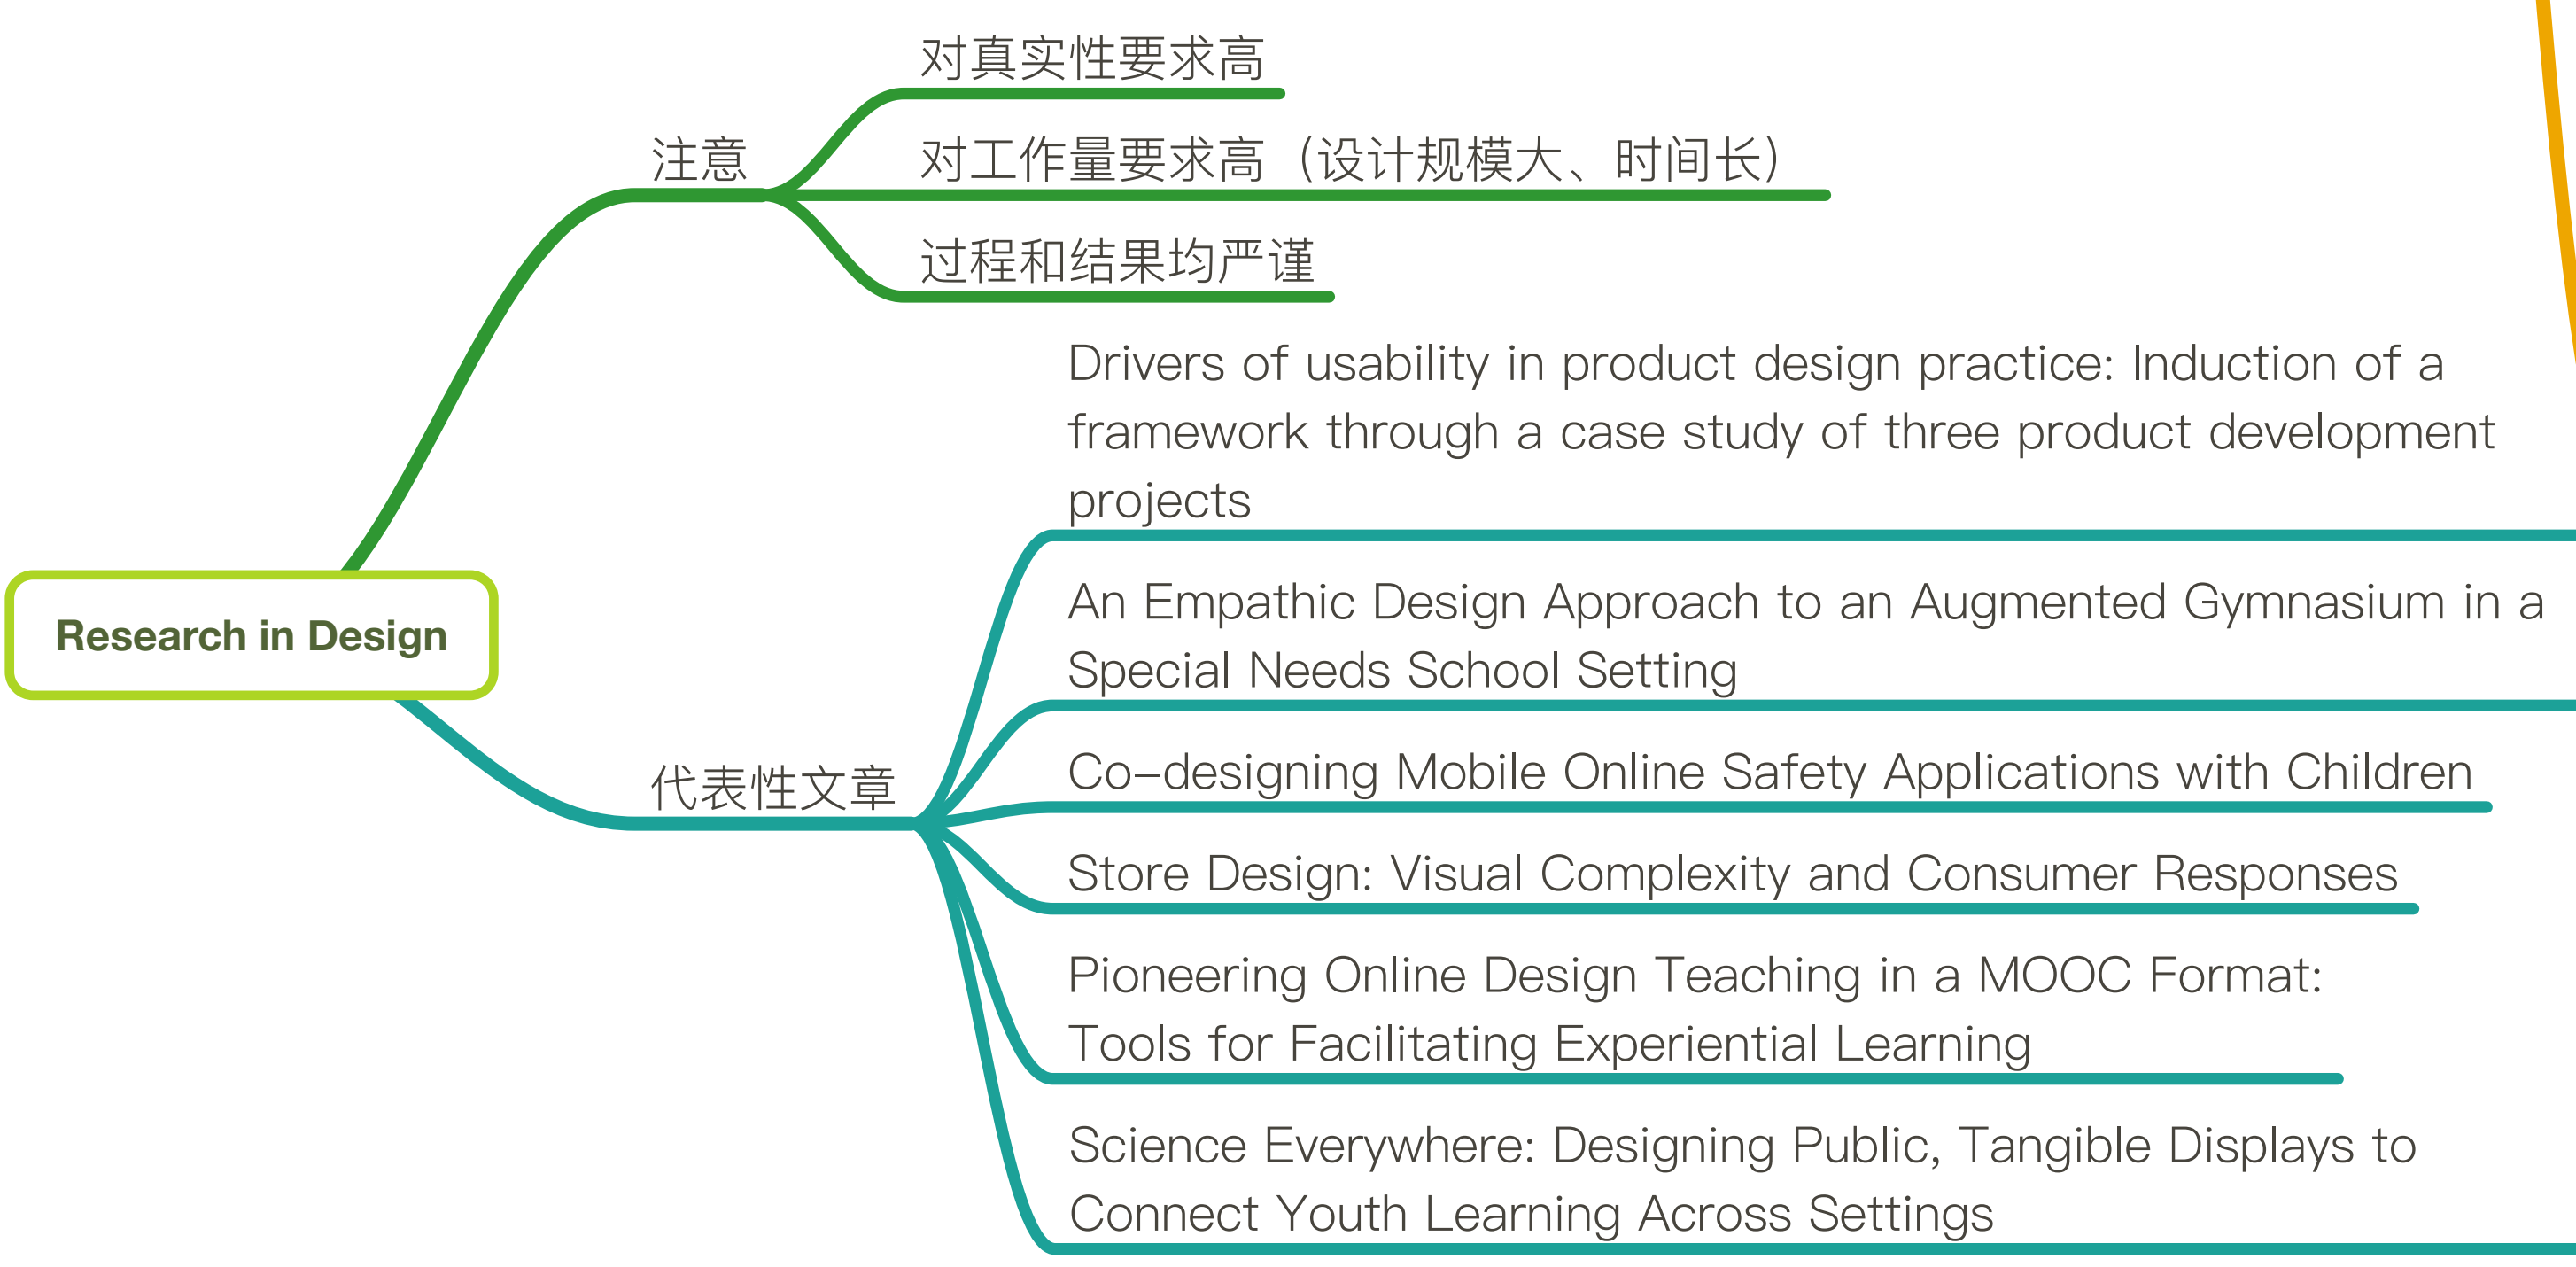 对真实性要求高
注意
对工作量要求高（设计规模大、时间长）
过程和结果均严谨
Drivers of usability in product design practice: Induction of a
framework through a case study of three product development
projects
An Empathic Design Approach to an Augmented Gymnasium in a
Special Needs School Setting
Research in Design
代表性文章
Co-designing Mobile Online Safety Applications with Children
Store Design: Visual Complexity and Consumer Responses
Pioneering Online Design Teaching in a MOOC Format:
Tools for Facilitating Experiential Learning
Science Everywhere: Designing Public, Tangible Displays to
Connect Youth Learning Across Settings